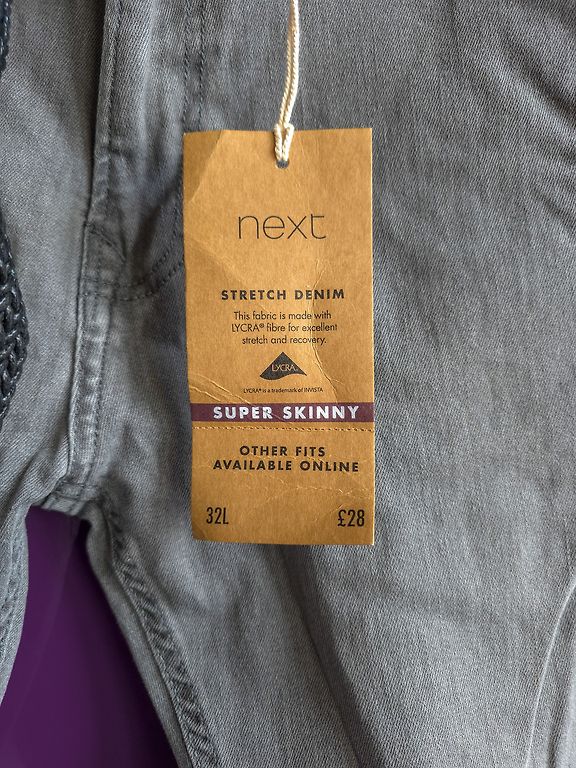 next
STRETCH DENIM
This fabric is made with
LYCRA® fibre for excellent
stretch and recovery.
LYCRA
LYCRA® is a trademark of INVISTA
SUPER SKINNY
OTHER FITS
AVAILABLE ONLINE
32L £28